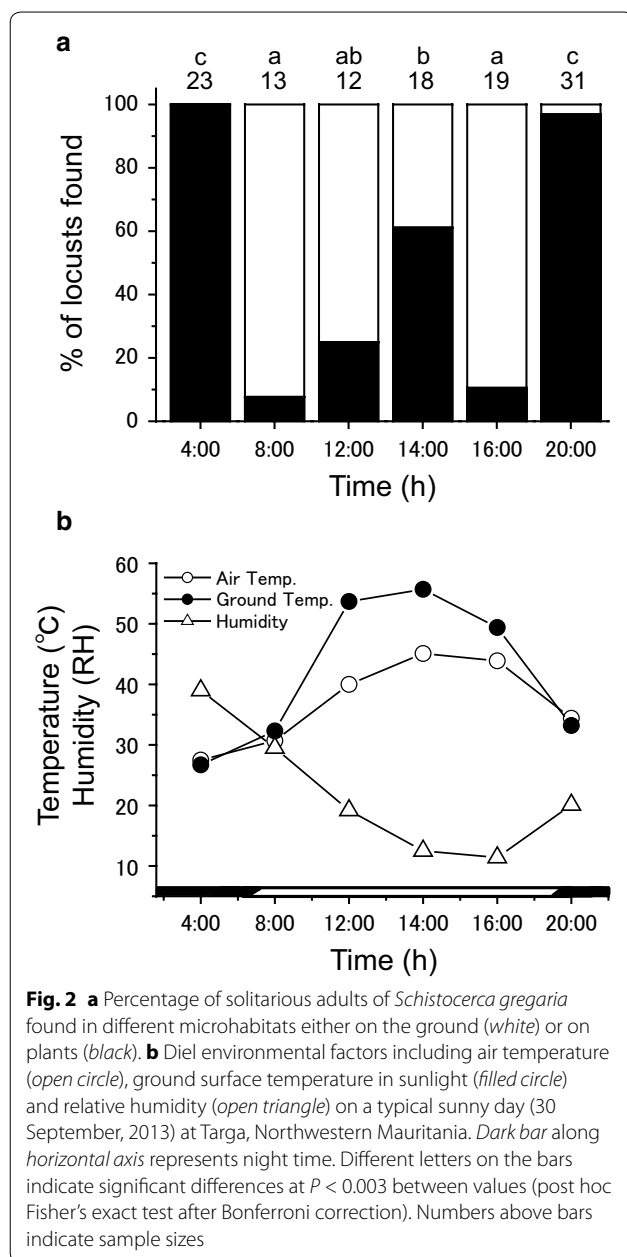 a
c a ab b a c
23 13 12 18 19 31
100
80
60
40
20
0
% of locusts found
4:00 8:00 12:00 14:00 16:00 20:00
Time (h)
b
60
50
40
30
20
10
Temperature (°C)
Humidity (RH)
Air Temp.
Ground Temp.
Humidity
4:00 8:00 12:00 14:00 16:00 20:00
Time (h)
Fig. 2 a Percentage of solitarious adults of Schistocerca gregaria
found in different microhabitats either on the ground (white) or on
plants (black). b Diel environmental factors including air temperature
(open circle), ground surface temperature in sunlight (filled circle)
and relative humidity (open triangle) on a typical sunny day (30
September, 2013) at Targa, Northwestern Mauritania. Dark bar along
horizontal axis represents night time. Different letters on the bars
indicate significant differences at P < 0.003 between values (post hoc
Fisher's exact test after Bonferroni correction). Numbers above bars
indicate sample sizes